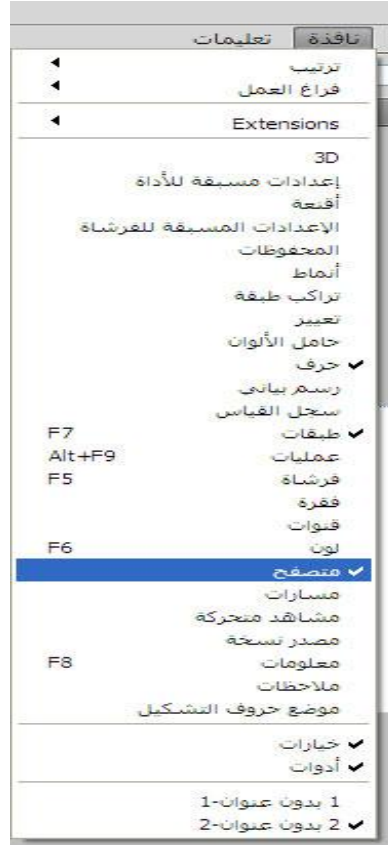 نافذة تعليمات
ترتيب
فراغ العمل
Extensions
3D
إعدادات مسبقة للأداة
أقنعة
الإعدادات المسبقة للفرشاة
المحفوظات
أنماط
تراكب طبقة
تعيير
حامل الألوان
حرف
رسم بياني
سجل القياس
طبقات F7
عمليات Alt+F9
فرشاة F5
فقرة
قنوات
لون F6
متصفح
مسارات
مشاهد متحركة
مصدر نسخة
معلومات F8
ملاحظات
موضع حروف التشكيل
خيارات
أدوات
1 بدون عنوان-1
2 بدون عنوان-2